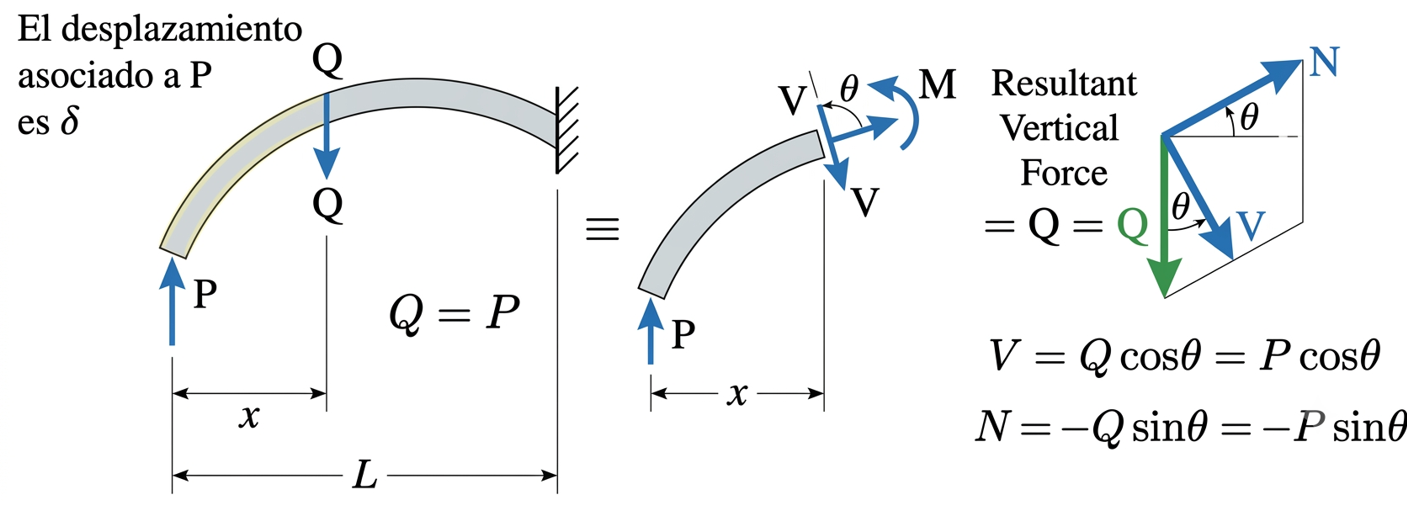 El desplazamiento
asociado a P
es δ
Q
Q
P
Q = P
x
L
≡
V
θ
M
V
P
x
Resultant
Vertical
Force
= Q = Q
N
θ
θ
V
V = Q cosθ = P cosθ
N = −Q sinθ = −P sinθ